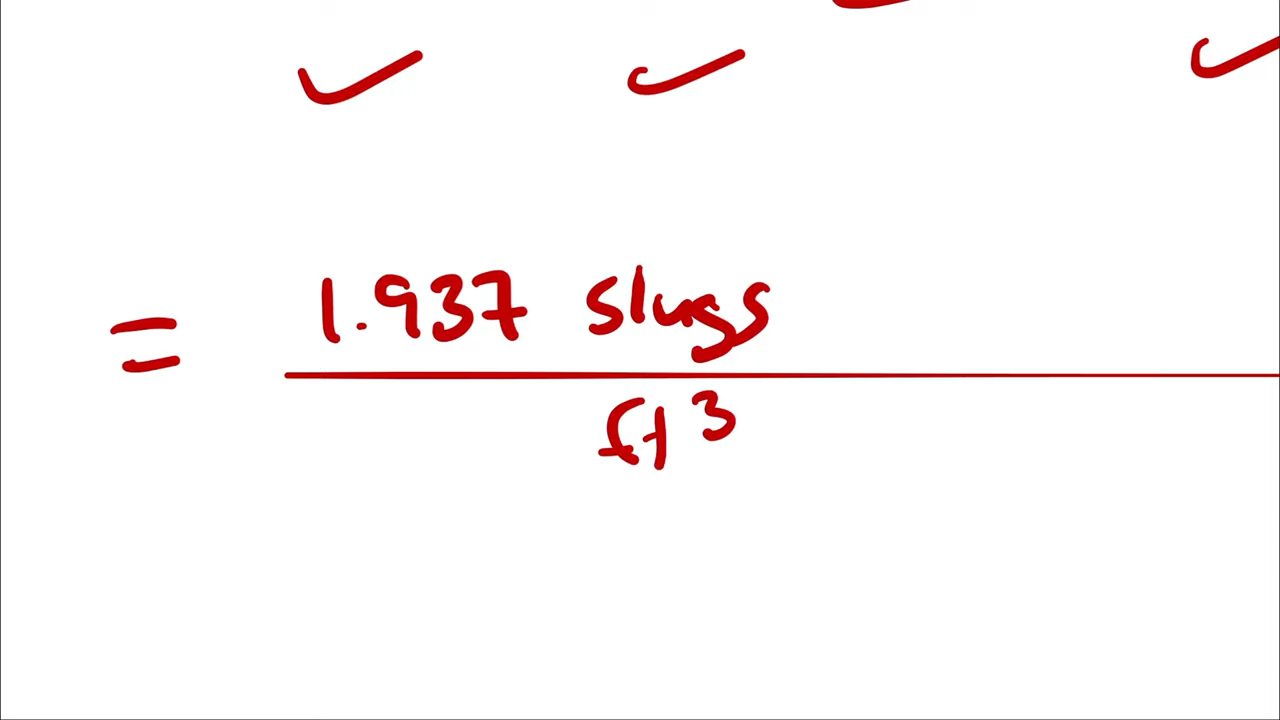 = 1.937 slugs
ft3